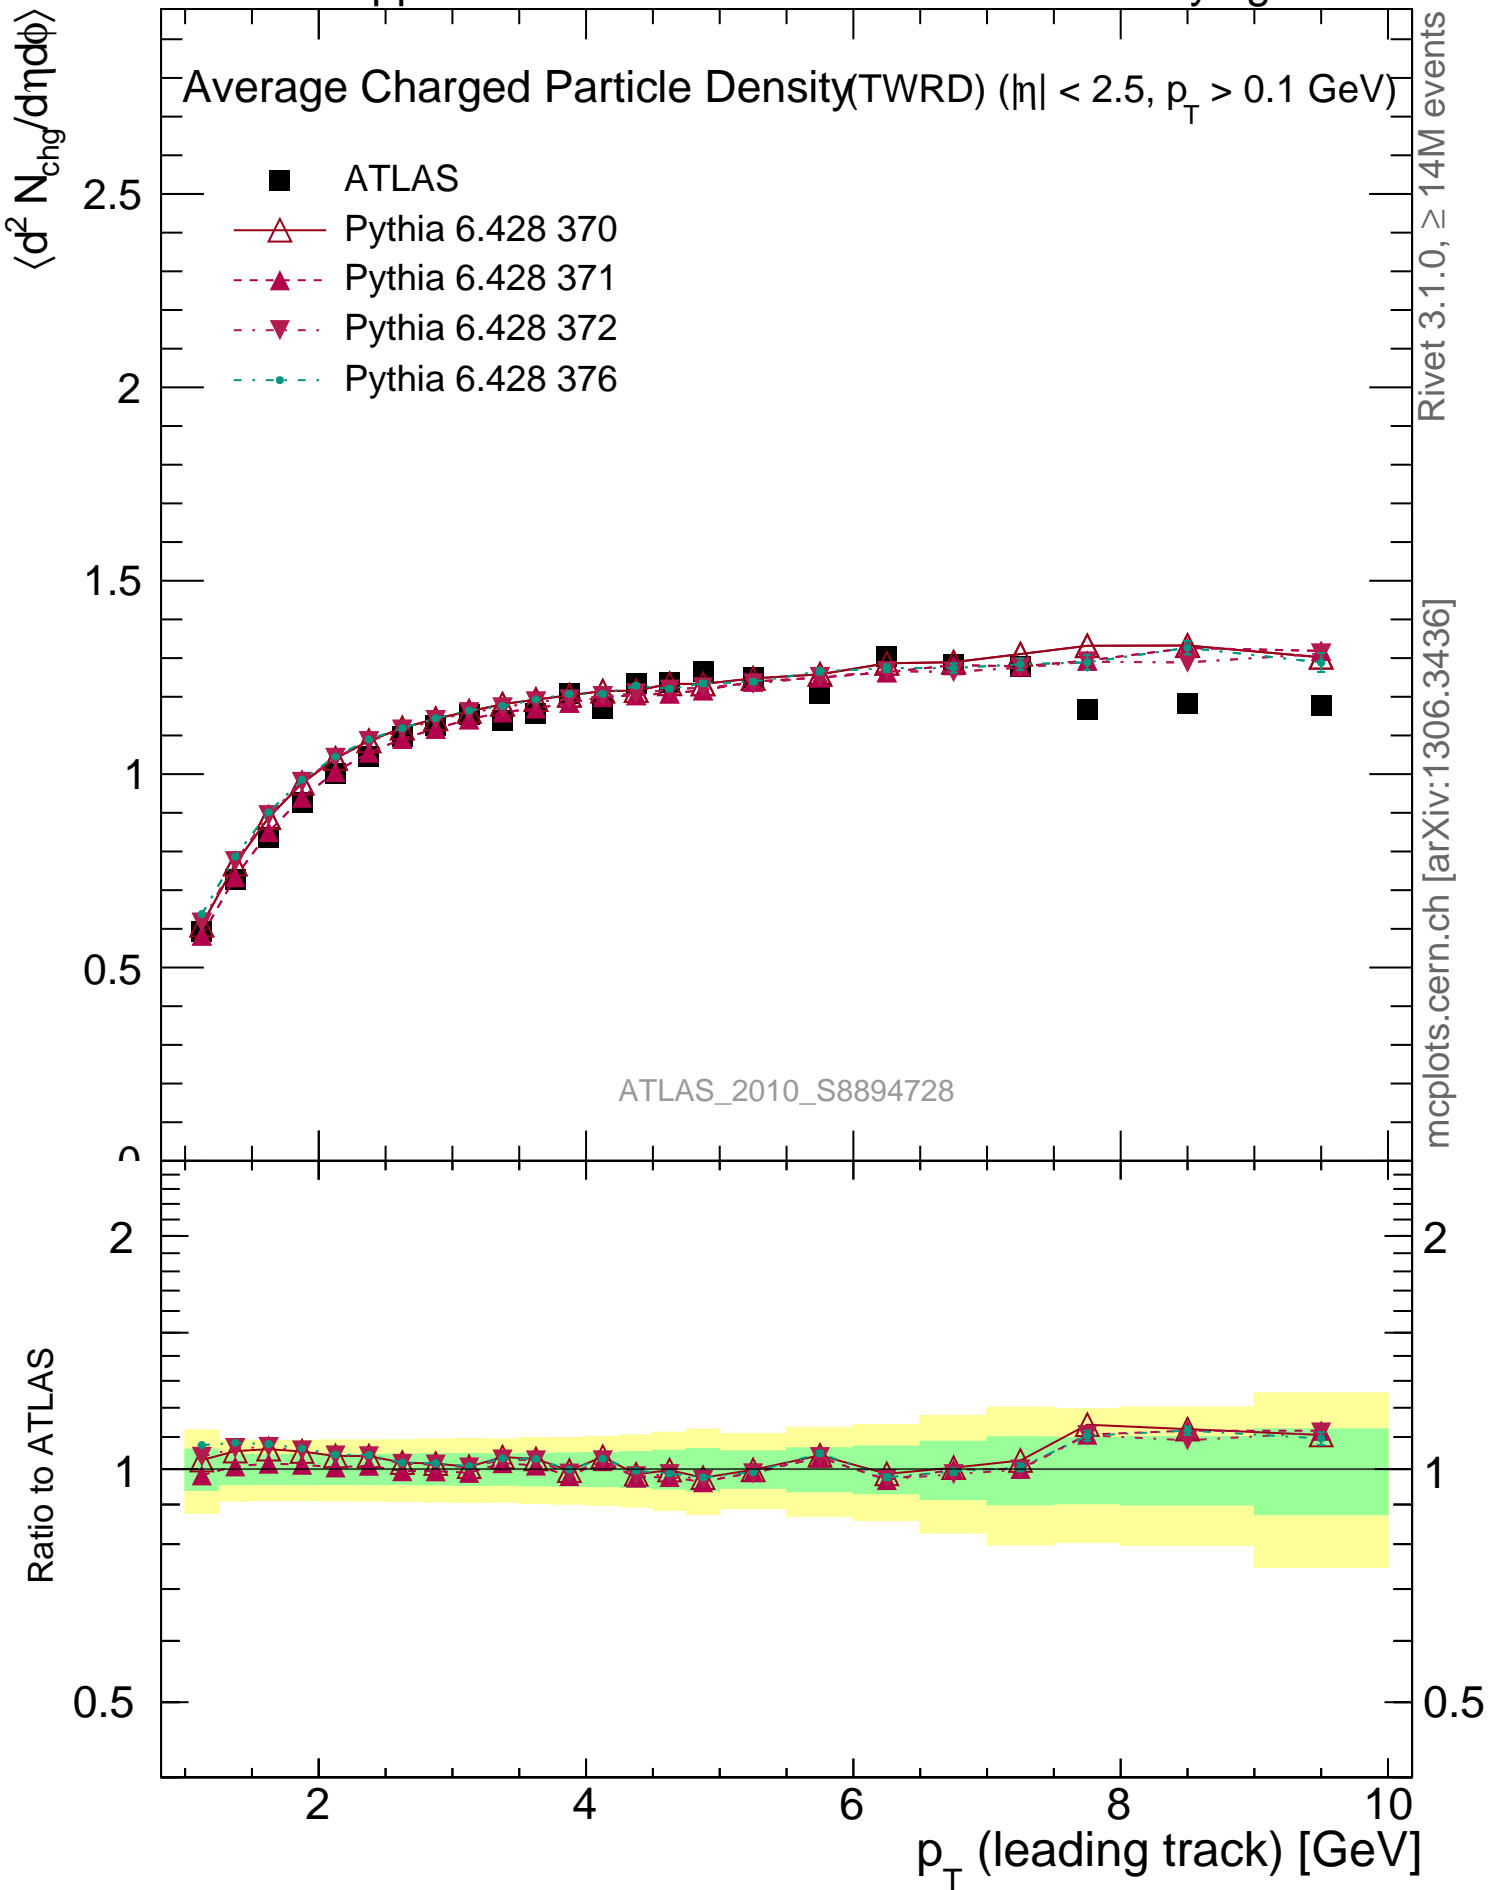 ⟨d² N_chg/dηdϕ⟩
Average Charged Particle Density (TWRD) (|η| < 2.5, p_T > 0.1 GeV)
ATLAS
Pythia 6.428 370
Pythia 6.428 371
Pythia 6.428 372
Pythia 6.428 376
2.5
2
1.5
1
0.5
0
ATLAS_2010_S8894728
Rivet 3.1.0, ≥ 14M events
mcplots.cern.ch [arXiv:1306.3436]
Ratio to ATLAS
2
1
0.5
2
1
0.5
2 4 6 8 10
p_T (leading track) [GeV]